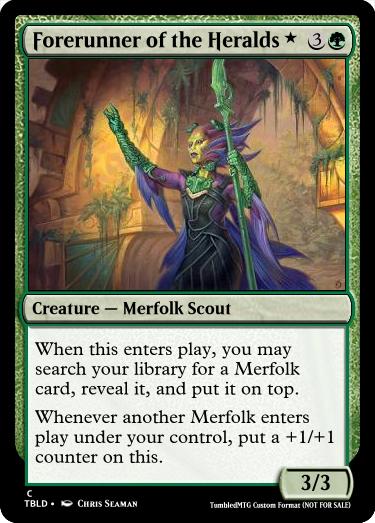 Forerunner of the Heralds ★ 3
Creature — Merfolk Scout
When this enters play, you may
search your library for a Merfolk
card, reveal it, and put it on top.
Whenever another Merfolk enters
play under your control, put a +1/+1
counter on this.
3/3
C
TBLD • Chris Seaman
TumbledMTG Custom Format (NOT FOR SALE)